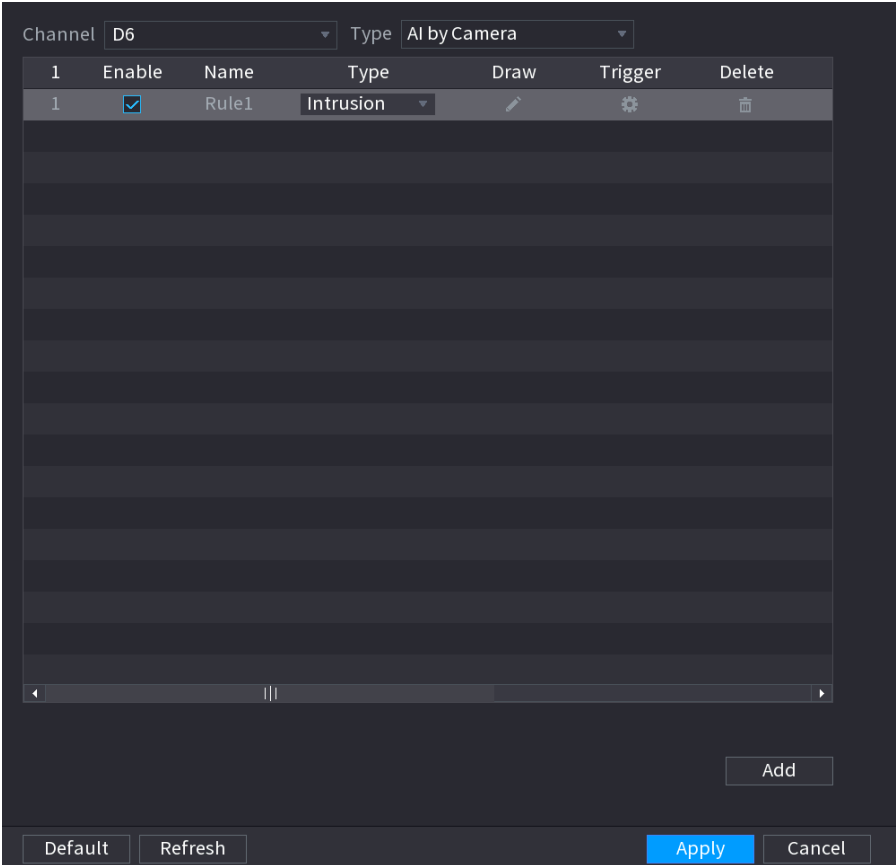 Channel D6 Type AI by Camera
1 Enable Name Type Draw Trigger Delete
1 Rule1 Intrusion
Add
Default Refresh Apply Cancel